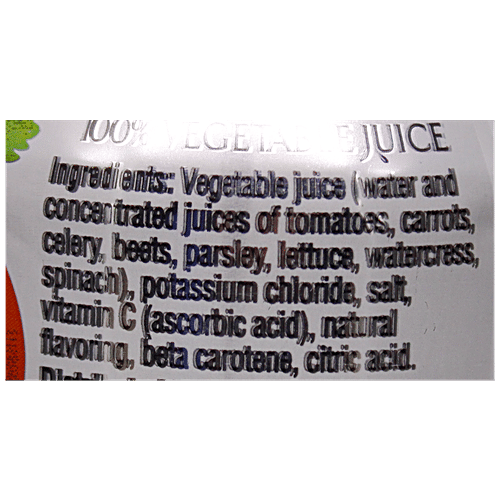 100% VEGETABLE JUICE
Ingredients: Vegetable juice (water and
concentrated juices of tomatoes, carrots,
celery, beets, parsley, lettuce, watercress,
spinach), potassium chloride, salt,
vitamin C (ascorbic acid), natural
flavoring, beta carotene, citric acid.